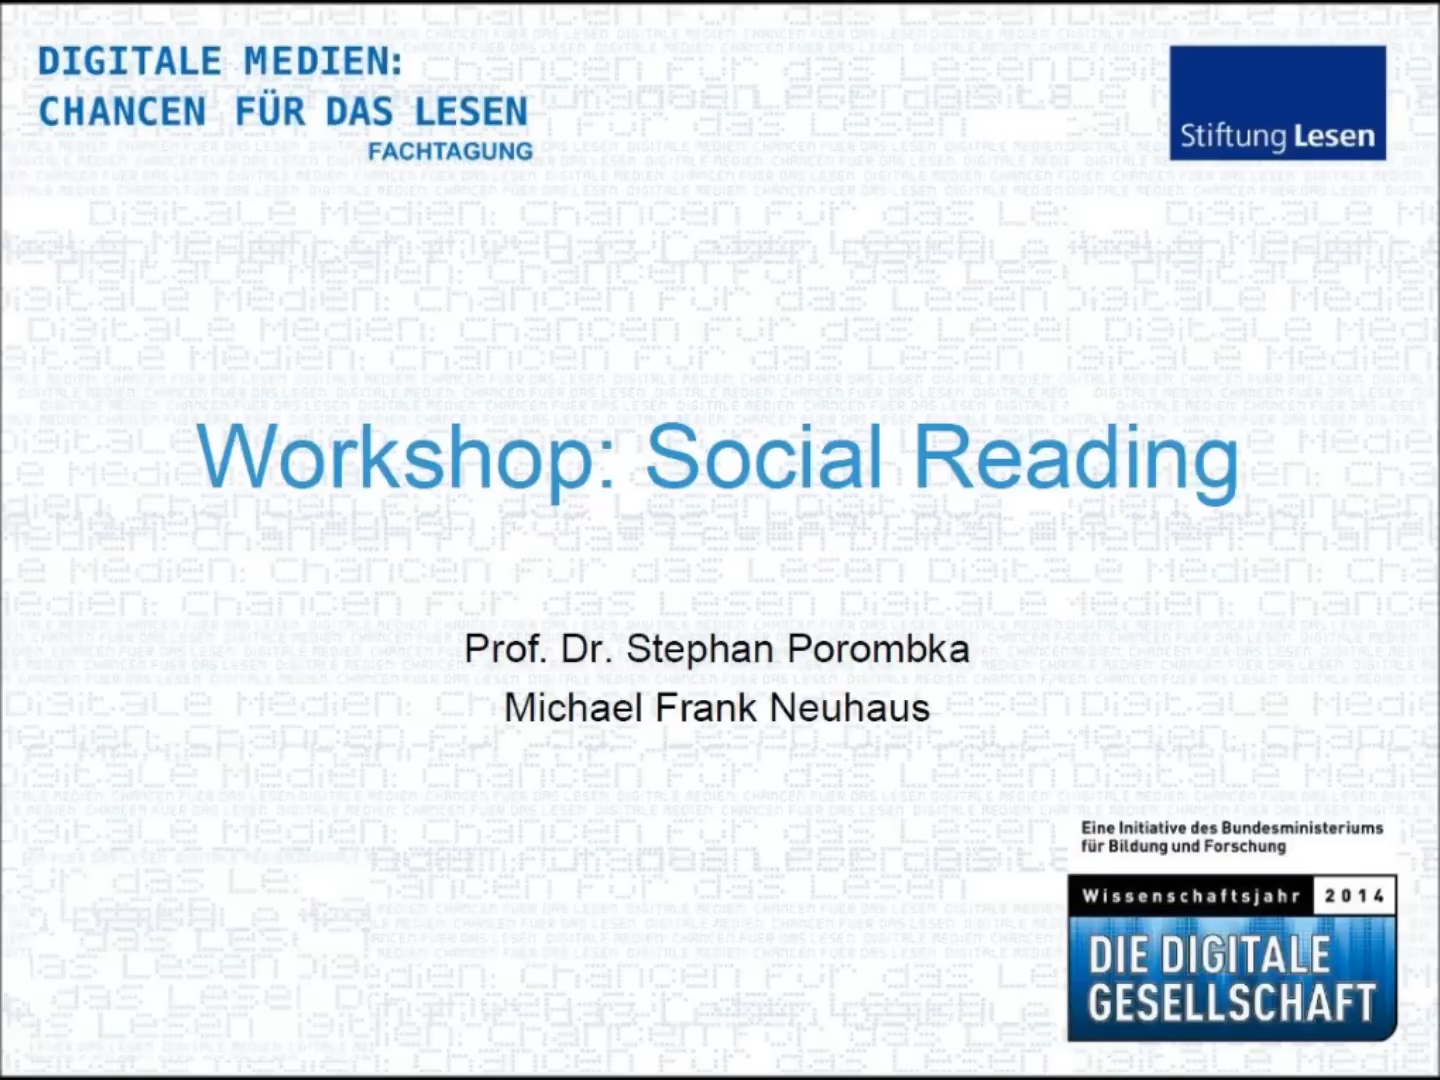 DIGITALE MEDIEN:
CHANCEN FÜR DAS LESEN
FACHTAGUNG
Stiftung Lesen
Workshop: Social Reading
Prof. Dr. Stephan Porombka
Michael Frank Neuhaus
Eine Initiative des Bundesministeriums
für Bildung und Forschung
Wissenschaftsjahr 2014
DIE DIGITALE
GESELLSCHAFT